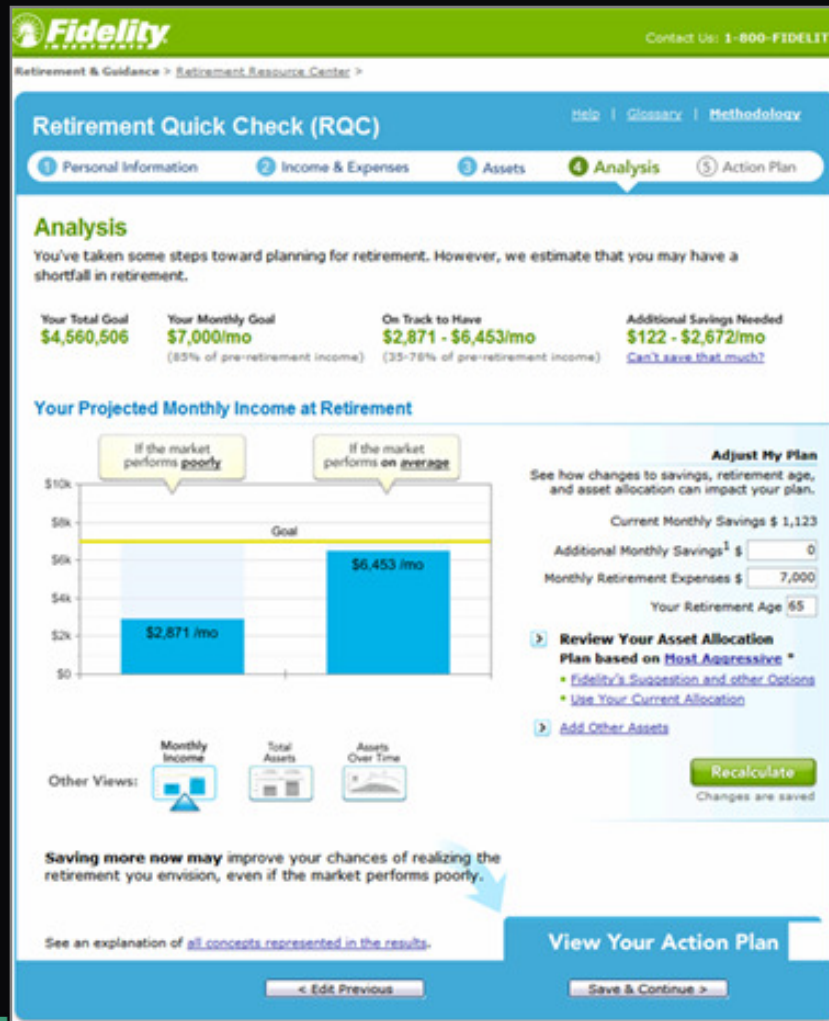 Fidelity
INVESTMENTS
Contact Us: 1-800-FIDELIT
Retirement & Guidance > Retirement Resource Center >
Retirement Quick Check (RQC)
Help | Glossary | Methodology
1 Personal Information
2 Income & Expenses
3 Assets
4 Analysis
5 Action Plan
Analysis
You've taken some steps toward planning for retirement. However, we estimate that you may have a
shortfall in retirement.
Your Total Goal
$4,560,506
Your Monthly Goal
$7,000/mo
(85% of pre-retirement income)
On Track to Have
$2,871 - $6,453/mo
(35-78% of pre-retirement income)
Additional Savings Needed
$122 - $2,672/mo
Can't save that much?
Your Projected Monthly Income at Retirement
If the market
performs poorly
If the market
performs on average
$10k
$8k
$6k
$4k
$2k
$0
Goal
$2,871 /mo
$6,453 /mo
Adjust My Plan
See how changes to savings, retirement age,
and asset allocation can impact your plan.
Current Monthly Savings $ 1,123
Additional Monthly Savings1 $ 0
Monthly Retirement Expenses $ 7,000
Your Retirement Age 65
Review Your Asset Allocation
Plan based on Most Aggressive *
• Fidelity's Suggestion and other Options
• Use Your Current Allocation
Add Other Assets
Recalculate
Changes are saved
Other Views:
Monthly
Income
Total
Assets
Assets
Over Time
Saving more now may improve your chances of realizing the
retirement you envision, even if the market performs poorly.
See an explanation of all concepts represented in the results.
View Your Action Plan
< Edit Previous
Save & Continue >